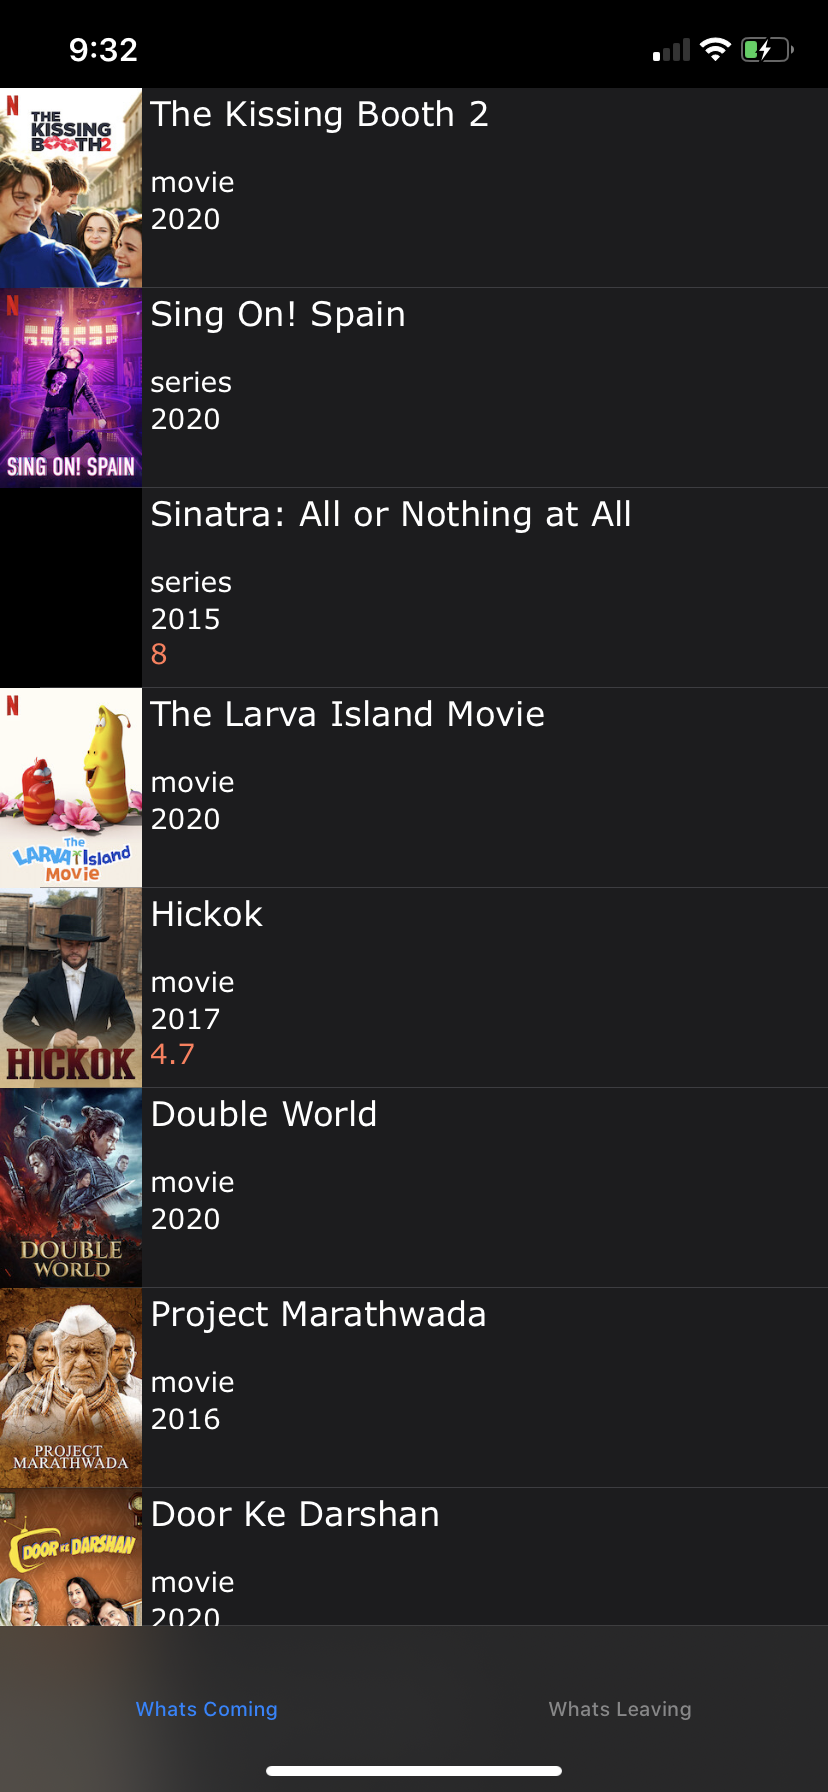 9:32
N
THE
KISSING
BOOTH2
The Kissing Booth 2
movie
2020
N
SING ON! SPAIN
Sing On! Spain
series
2020
Sinatra: All or Nothing at All
series
2015
8
N
The
LARVA Island
Movie
The Larva Island Movie
movie
2020
HICKOK
Hickok
movie
2017
4.7
DOUBLE
WORLD
Double World
movie
2020
PROJECT
MARATHWADA
Project Marathwada
movie
2016
DOOR KE DARSHAN
Door Ke Darshan
movie
2020
Whats Coming
Whats Leaving